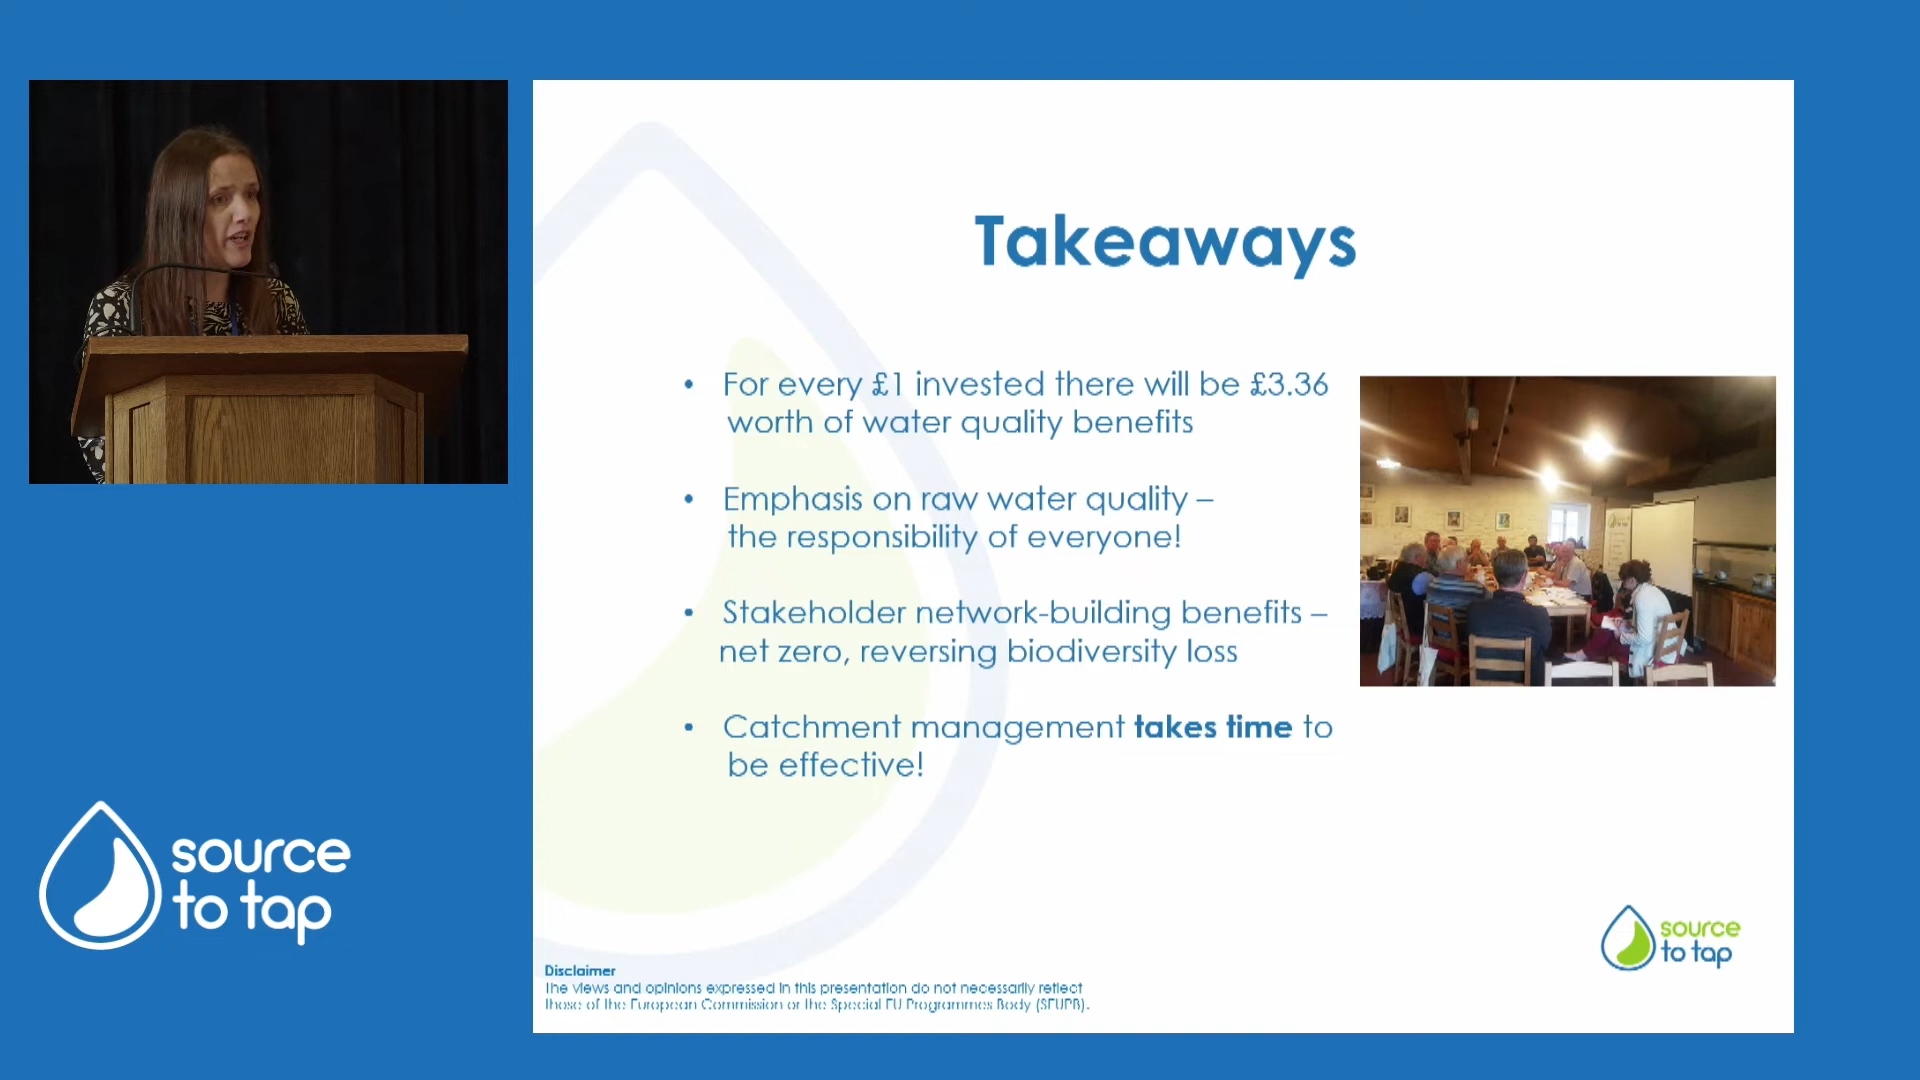 Takeaways
• For every £1 invested there will be £3.36
worth of water quality benefits
• Emphasis on raw water quality –
the responsibility of everyone!
• Stakeholder network-building benefits –
net zero, reversing biodiversity loss
• Catchment management takes time to
be effective!
source
to tap
source
to tap
Disclaimer
The views and opinions expressed in this presentation do not necessarily reflect
those of the European Commission or the Special EU Programmes Body (SEUPB).